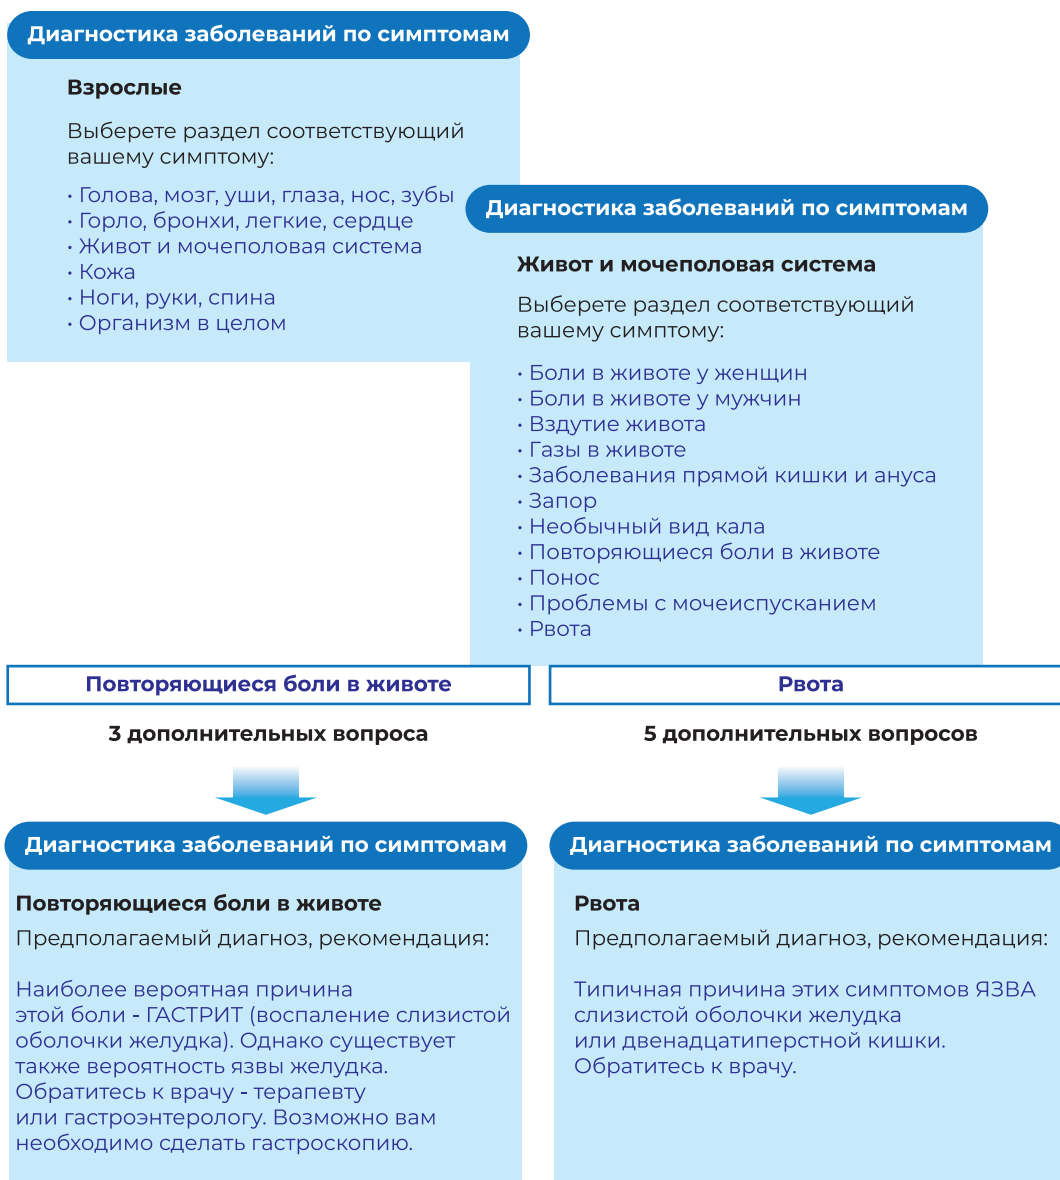 Диагностика заболеваний по симптомам
Взрослые
Выберете раздел соответствующий
вашему симптому:
· Голова, мозг, уши, глаза, нос, зубы
· Горло, бронхи, легкие, сердце
· Живот и мочеполовая система
· Кожа
· Ноги, руки, спина
· Организм в целом
Диагностика заболеваний по симптомам
Живот и мочеполовая система
Выберете раздел соответствующий
вашему симптому:
· Боли в животе у женщин
· Боли в животе у мужчин
· Вздутие живота
· Газы в животе
· Заболевания прямой кишки и ануса
· Запор
· Необычный вид кала
· Повторяющиеся боли в животе
· Понос
· Проблемы с мочеиспусканием
· Рвота
Повторяющиеся боли в животе
3 дополнительных вопроса
Диагностика заболеваний по симптомам
Повторяющиеся боли в животе
Предполагаемый диагноз, рекомендация:
Наиболее вероятная причина
этой боли - ГАСТРИТ (воспаление слизистой
оболочки желудка). Однако существует
также вероятность язвы желудка.
Обратитесь к врачу - терапевту
или гастроэнтерологу. Возможно вам
необходимо сделать гастроскопию.
Рвота
5 дополнительных вопросов
Диагностика заболеваний по симптомам
Рвота
Предполагаемый диагноз, рекомендация:
Типичная причина этих симптомов ЯЗВА
слизистой оболочки желудка
или двенадцатиперстной кишки.
Обратитесь к врачу.